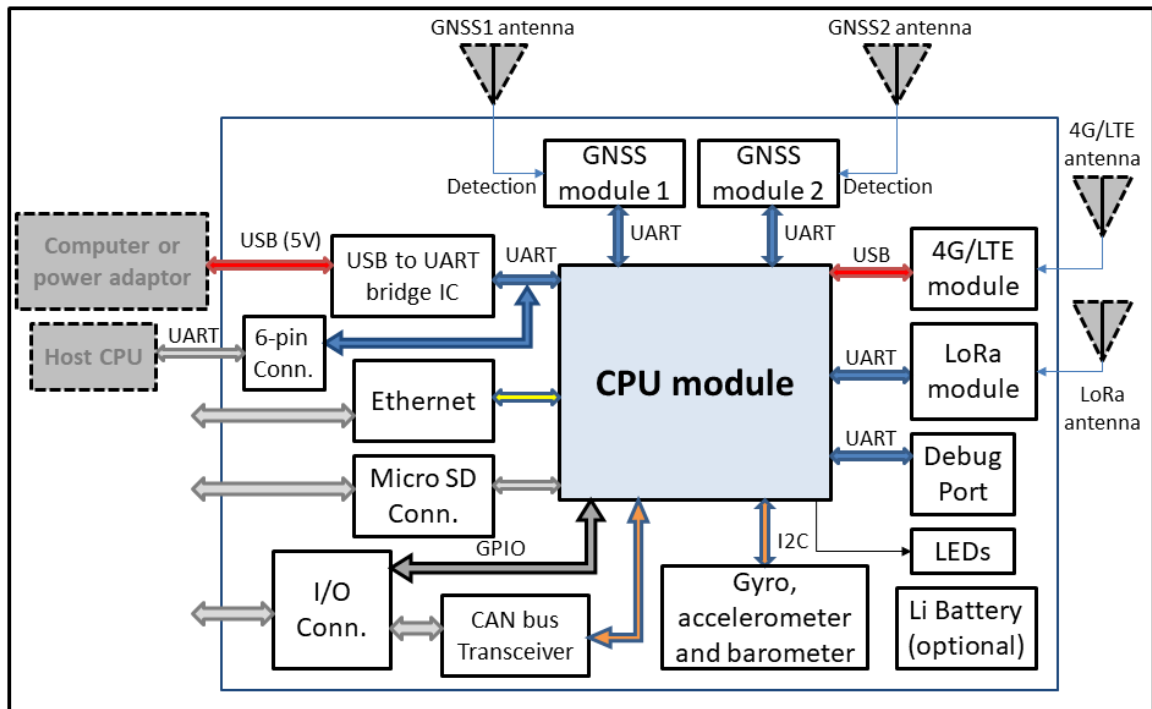 GNSS1 antenna
GNSS2 antenna
4G/LTE
antenna
GNSS
module 1
GNSS
module 2
Detection
Detection
Computer or
power adaptor
USB (5V)
USB to UART
bridge IC
UART
UART
UART
USB
4G/LTE
module
Host CPU
UART
6-pin
Conn.
CPU module
UART
LoRa
module
LoRa
antenna
Ethernet
UART
Debug
Port
Micro SD
Conn.
GPIO
I2C
LEDs
I/O
Conn.
CAN bus
Transceiver
Gyro,
accelerometer
and barometer
Li Battery
(optional)